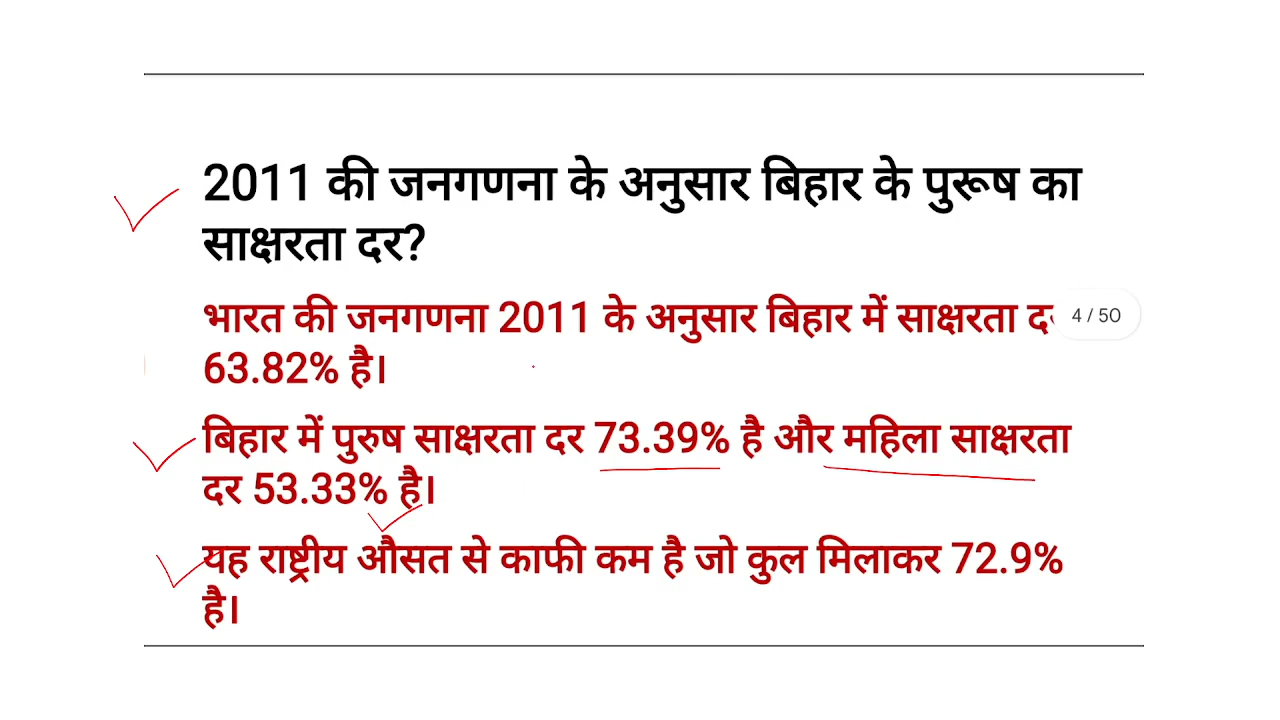 2011 की जनगणना के अनुसार बिहार के पुरूष का
साक्षरता दर?
भारत की जनगणना 2011 के अनुसार बिहार में साक्षरता
4 / 50
63.82% है।
बिहार में पुरुष साक्षरता दर 73.39% है और महिला साक्षरता
दर 53.33% है।
यह राष्ट्रीय औसत से काफी कम है जो कुल मिलाकर 72.9%
है।